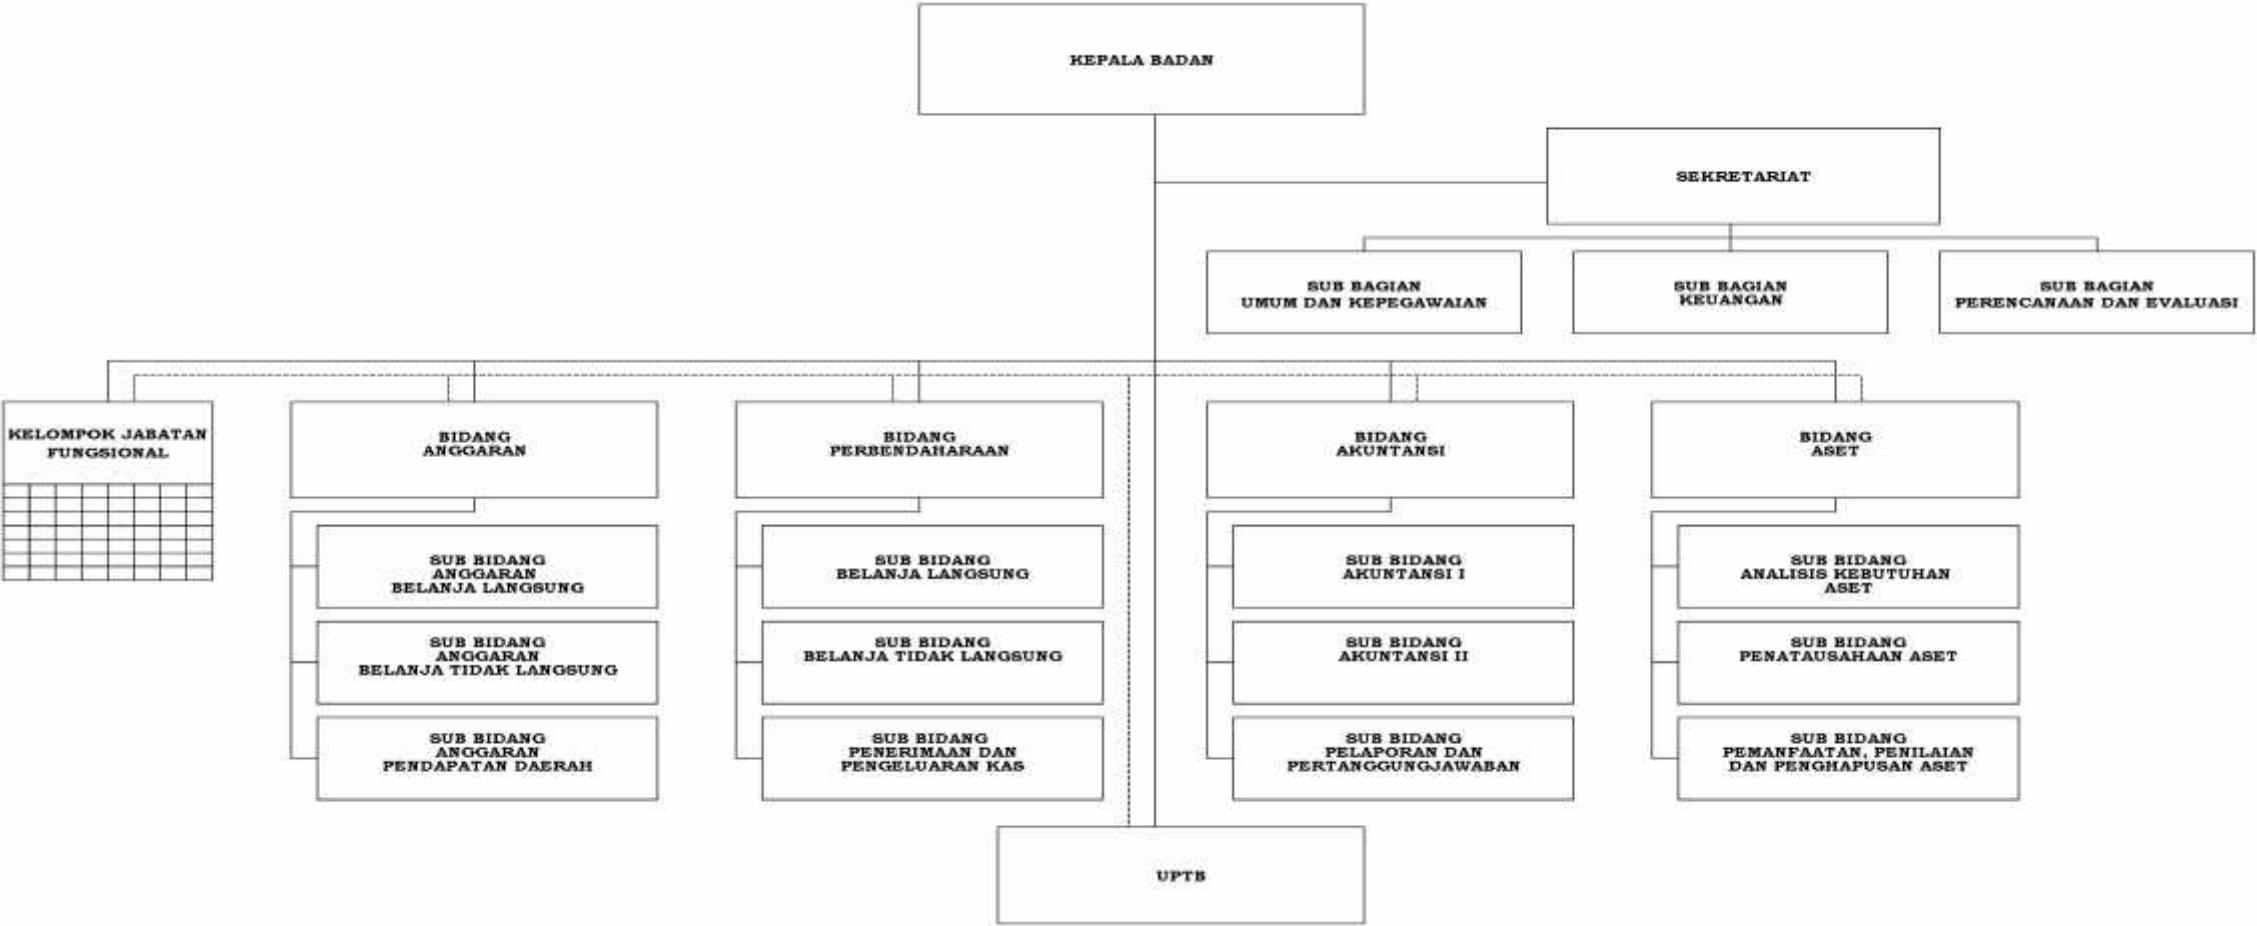 KEPALA BADAN
SEKRETARIAT
SUB BAGIAN
UMUM DAN KEPEGAWAIAN
SUB BAGIAN
KEUANGAN
SUB BAGIAN
PERENCANAAN DAN EVALUASI
KELOMPOK JABATAN
FUNGSIONAL
BIDANG
ANGGARAN
BIDANG
PERBENDAHARAAN
BIDANG
AKUNTANSI
BIDANG
ASET
SUB BIDANG
ANGGARAN
BELANJA LANGSUNG
SUB BIDANG
BELANJA LANGSUNG
SUB BIDANG
AKUNTANSI I
SUB BIDANG
ANALISIS KEBUTUHAN
ASET
SUB BIDANG
ANGGARAN
BELANJA TIDAK LANGSUNG
SUB BIDANG
BELANJA TIDAK LANGSUNG
SUB BIDANG
AKUNTANSI II
SUB BIDANG
PENATAUSAHAAN ASET
SUB BIDANG
ANGGARAN
PENDAPATAN DAERAH
SUB BIDANG
PENERIMAAN DAN
PENGELUARAN KAS
SUB BIDANG
PELAPORAN DAN
PERTANGGUNGJAWABAN
SUB BIDANG
PEMANFAATAN, PENILAIAN
DAN PENGHAPUSAN ASET
UPTB